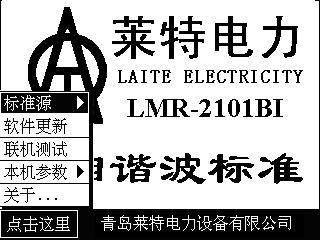 莱特电力
LAITE ELECTRICITY
LMR-2101BI
谐波标准
标准源
软件更新
联机测试
本机参数
关于...
点击这里
青岛莱特电力设备有限公司